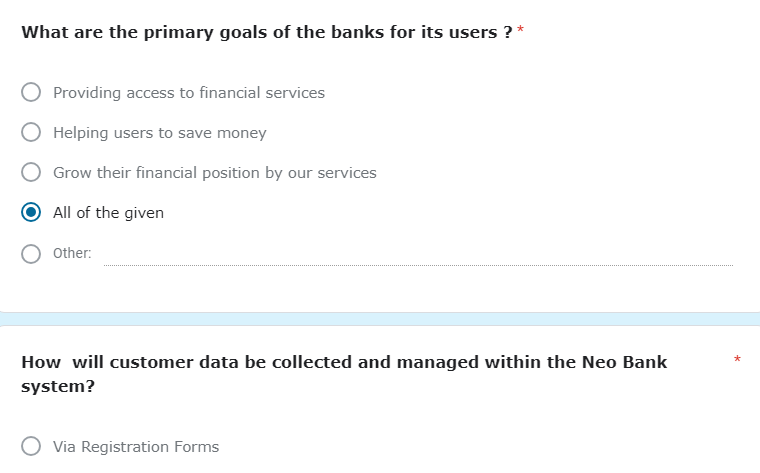 What are the primary goals of the banks for its users ? *
Providing access to financial services
Helping users to save money
Grow their financial position by our services
All of the given
Other:
How  will customer data be collected and managed within the Neo Bank *
system?
Via Registration Forms